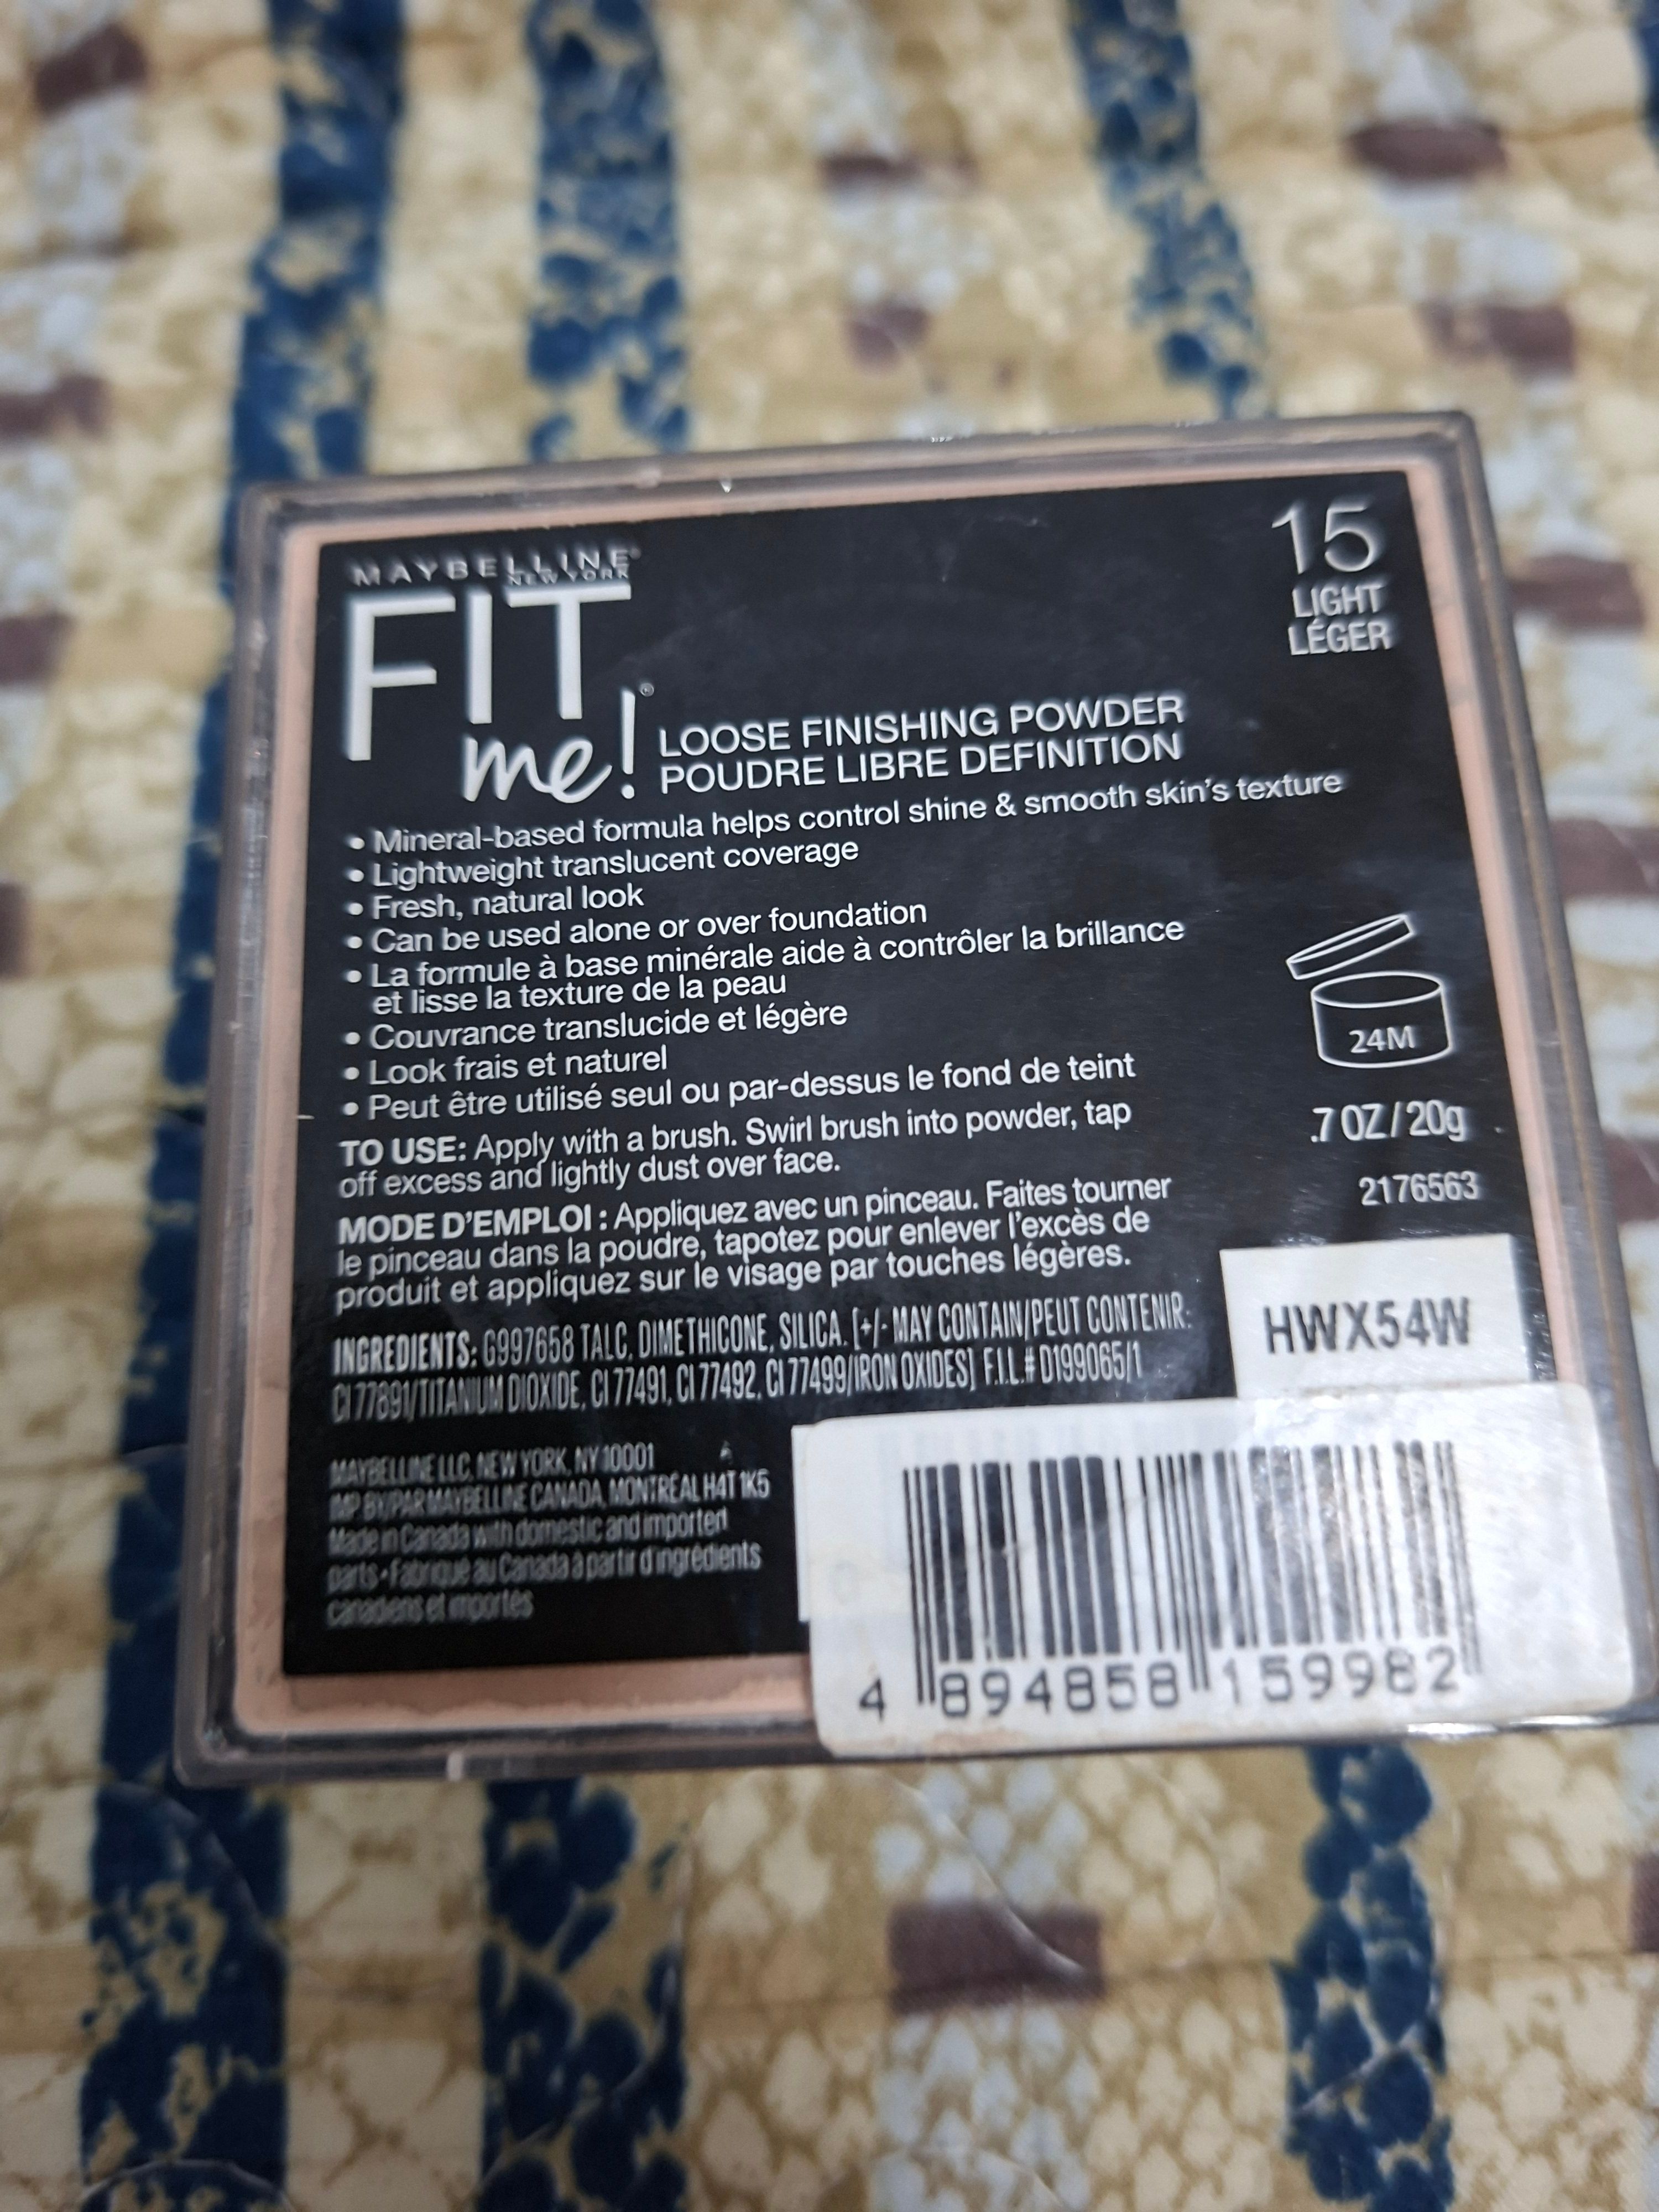 MAYBELLINE
NEW YORK
FIT
me!®
LOOSE FINISHING POWDER
POUDRE LIBRE DEFINITION
15
LIGHT
LÉGER
• Mineral-based formula helps control shine & smooth skin's texture
• Lightweight translucent coverage
• Fresh, natural look
• Can be used alone or over foundation
• La formule à base minérale aide à contrôler la brillance
et lisse la texture de la peau
• Couvrance translucide et légère
• Look frais et naturel
• Peut être utilisé seul ou par-dessus le fond de teint
TO USE: Apply with a brush. Swirl brush into powder, tap
off excess and lightly dust over face.
MODE D'EMPLOI : Appliquez avec un pinceau. Faites tourner
le pinceau dans la poudre, tapotez pour enlever l'excès de
produit et appliquez sur le visage par touches légères.
INGREDIENTS: G997658 TALC, DIMETHICONE, SILICA. [+/- MAY CONTAIN/PEUT CONTENIR:
CI 77891/TITANIUM DIOXIDE, CI 77491, CI 77492, CI 77499/IRON OXIDES] F.I.L.# D199065/1
MAYBELLINE LLC, NEW YORK, NY 10001
IMP BY/PAR MAYBELLINE CANADA, MONTRÉAL H4T 1K5
Made in Canada with domestic and imported
parts • Fabriqué au Canada à partir d'ingrédients
canadiens et importés
24M
.7 OZ / 20g
2176563
HWX54W
4 894858 159982